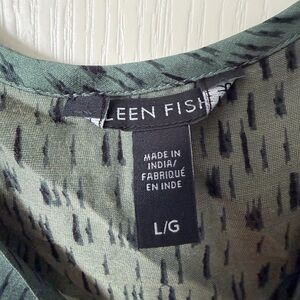 LEEN FISH
MADE IN
INDIA/
FABRIQUÉ
EN INDE
L/G